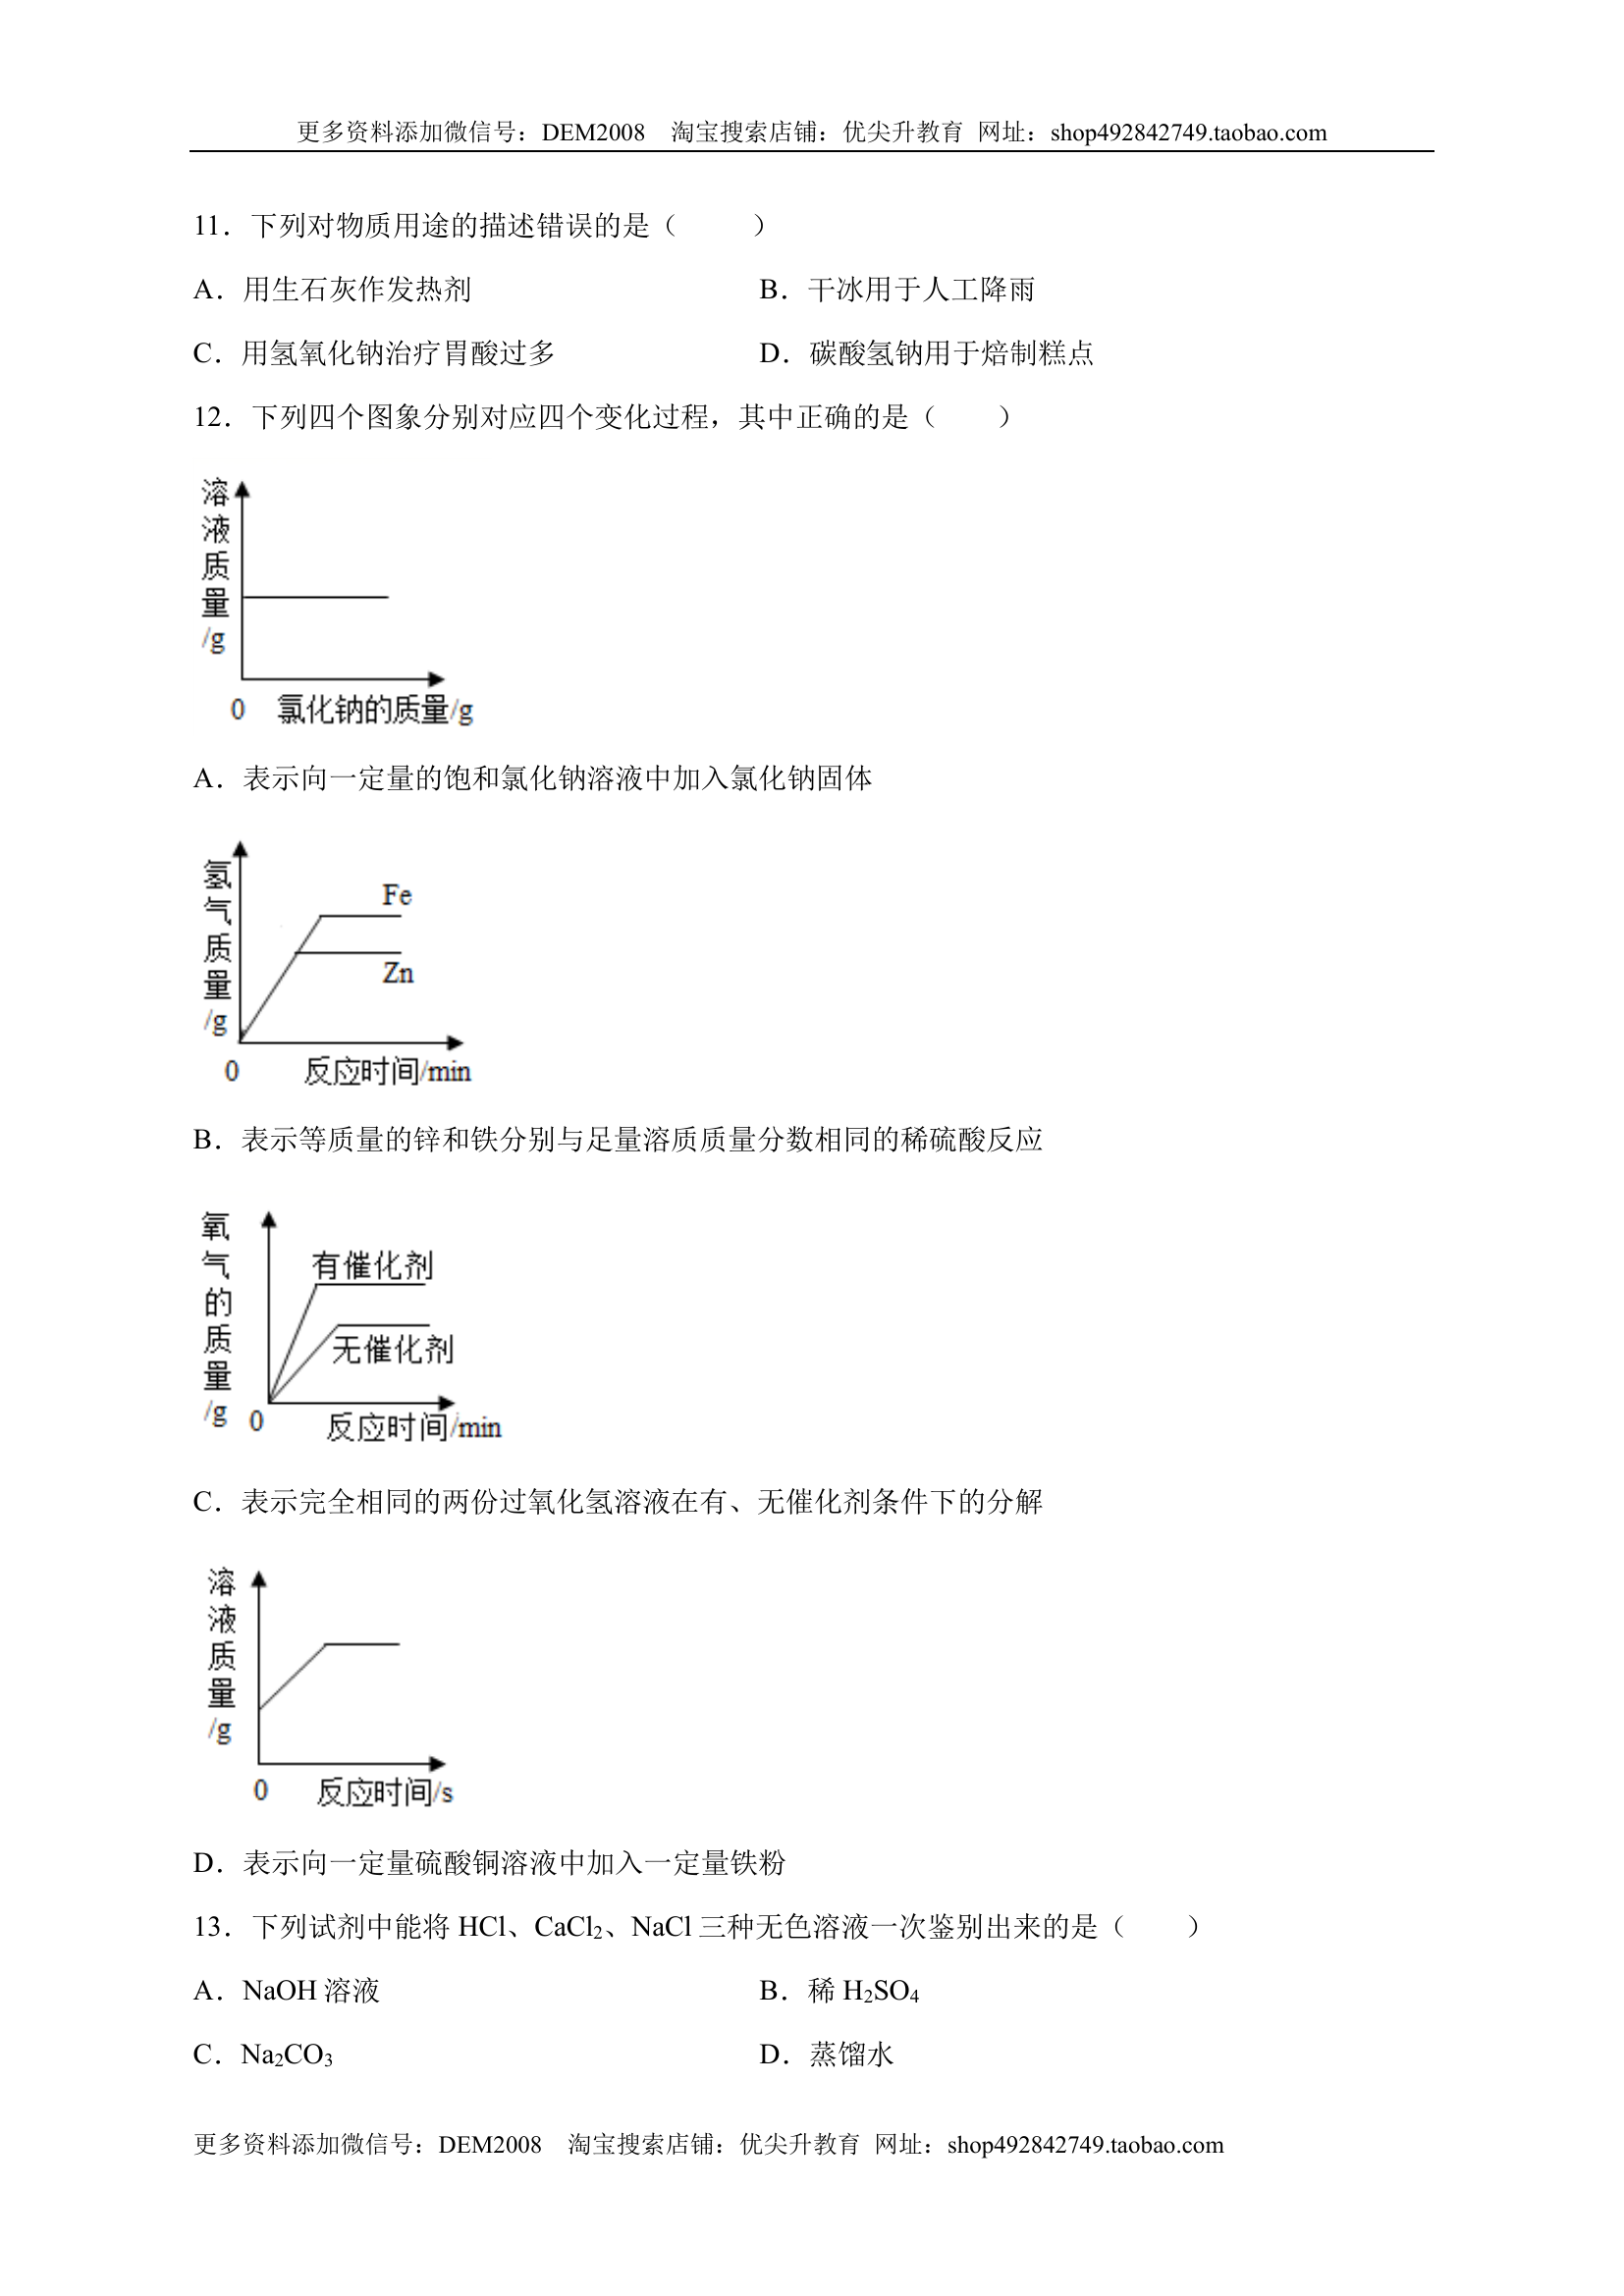 更多资料添加微信号：DEM2008　淘宝搜索店铺：优尖升教育 网址：shop492842749.taobao.com
11．下列对物质用途的描述错误的是（　　）
A．用生石灰作发热剂　　B．干冰用于人工降雨
C．用氢氧化钠治疗胃酸过多　　D．碳酸氢钠用于焙制糕点
12．下列四个图象分别对应四个变化过程，其中正确的是（　　）
溶液质量/g
0 氯化钠的质量/g
A．表示向一定量的饱和氯化钠溶液中加入氯化钠固体
氢气质量/g
Fe
Zn
0 反应时间/min
B．表示等质量的锌和铁分别与足量溶质质量分数相同的稀硫酸反应
氧气的质量/g
有催化剂
无催化剂
0 反应时间/min
C．表示完全相同的两份过氧化氢溶液在有、无催化剂条件下的分解
溶液质量/g
0 反应时间/s
D．表示向一定量硫酸铜溶液中加入一定量铁粉
13．下列试剂中能将 HCl、CaCl₂、NaCl 三种无色溶液一次鉴别出来的是（　　）
A．NaOH 溶液　　B．稀 H₂SO₄
C．Na₂CO₃　　D．蒸馏水
更多资料添加微信号：DEM2008　淘宝搜索店铺：优尖升教育 网址：shop492842749.taobao.com